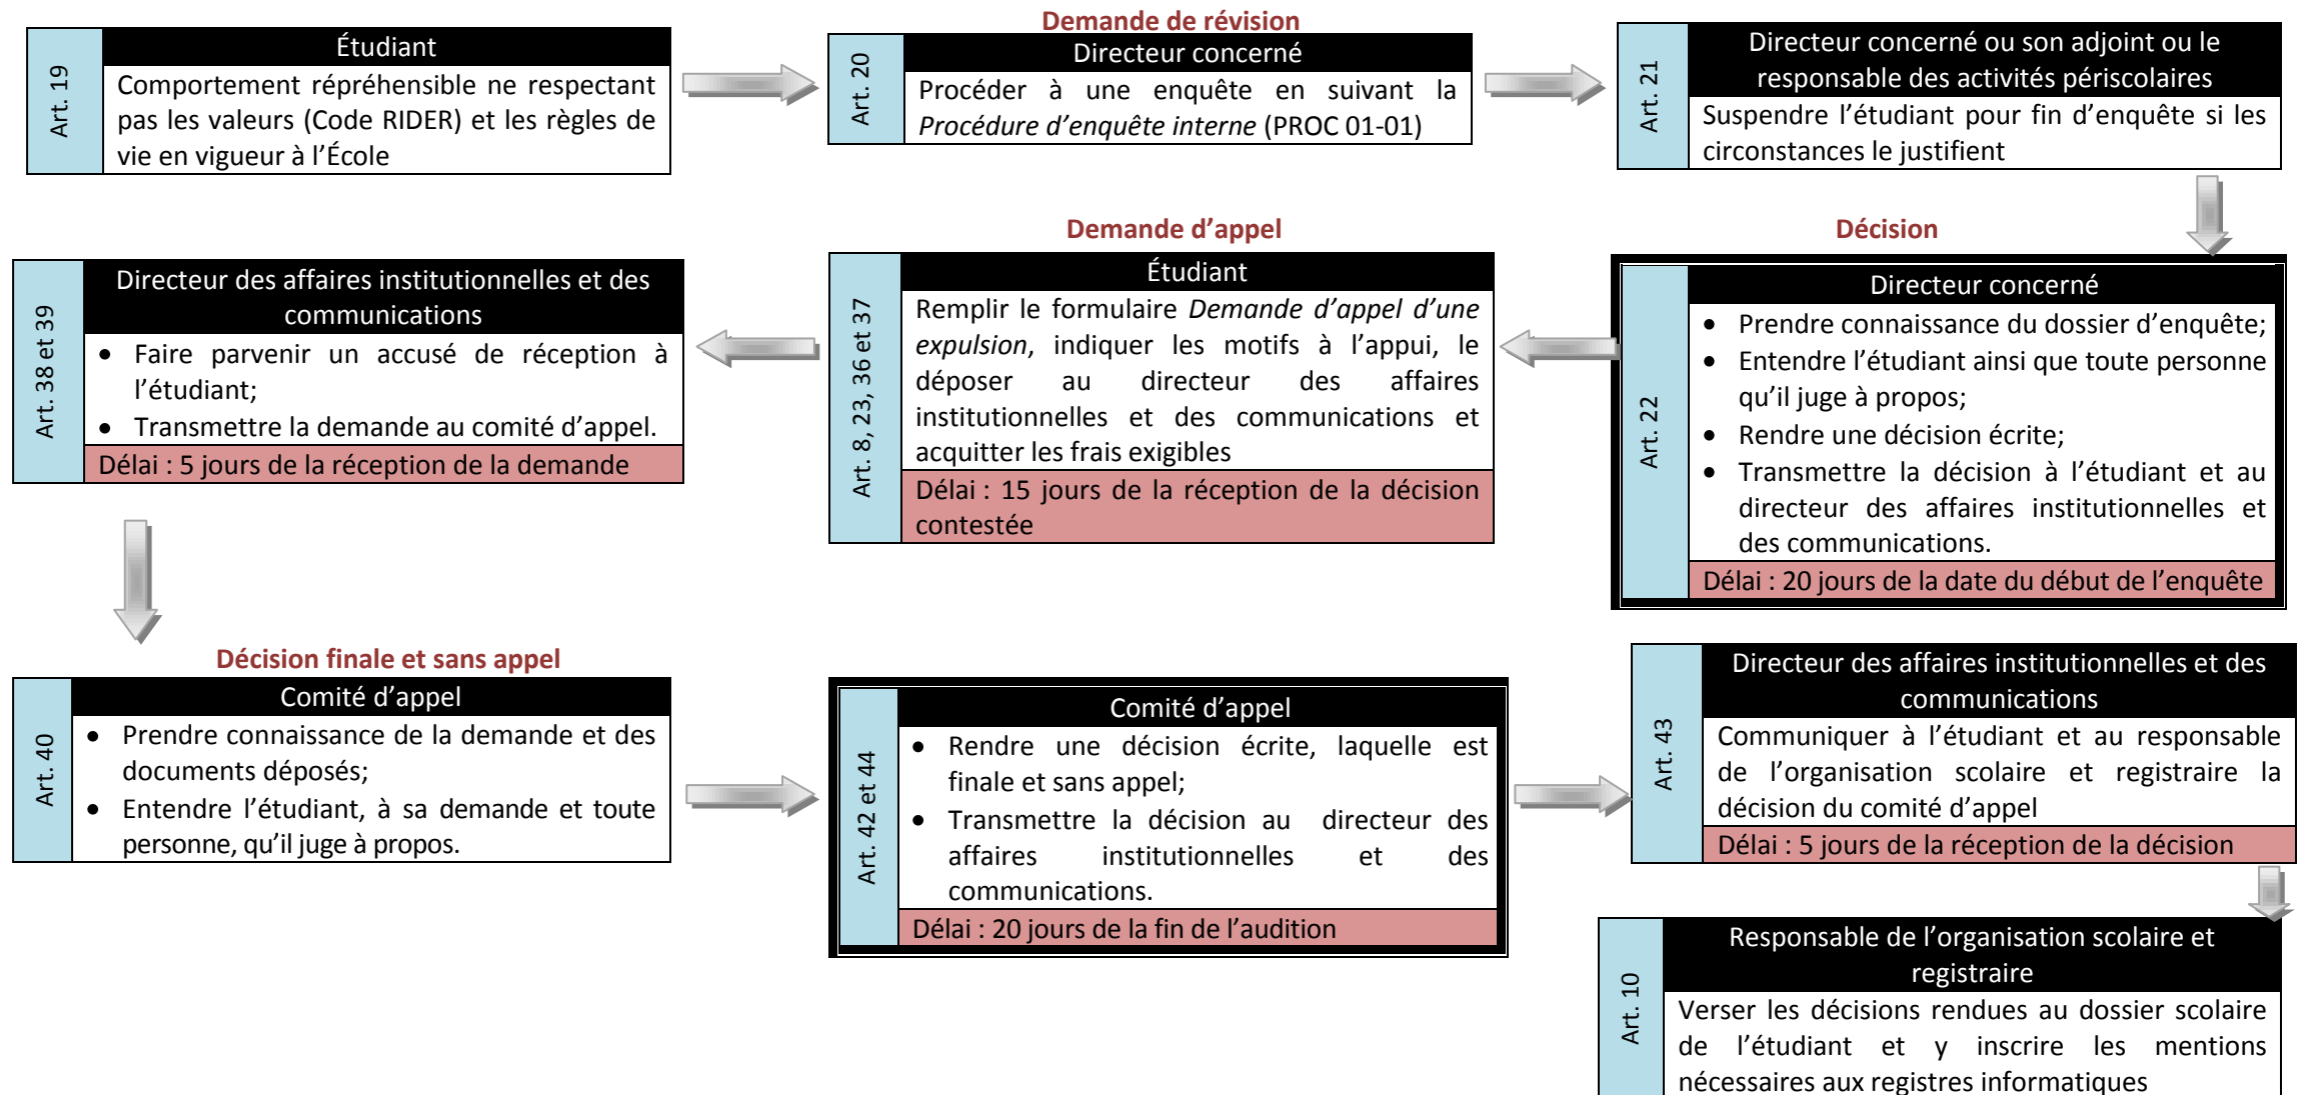 Art. 19
Étudiant
Comportement répréhensible ne respectant
pas les valeurs (Code RIDER) et les règles de
vie en vigueur à l’École
Demande de révision
Art. 20
Directeur concerné
Procéder à une enquête en suivant la
Procédure d’enquête interne (PROC 01-01)
Art. 21
Directeur concerné ou son adjoint ou le
responsable des activités périscolaires
Suspendre l’étudiant pour fin d’enquête si les
circonstances le justifient
Décision
Art. 22
Directeur concerné
• Prendre connaissance du dossier d’enquête;
• Entendre l’étudiant ainsi que toute personne
qu’il juge à propos;
• Rendre une décision écrite;
• Transmettre la décision à l’étudiant et au
directeur des affaires institutionnelles et
des communications.
Délai : 20 jours de la date du début de l’enquête
Demande d’appel
Art. 8, 23, 36 et 37
Étudiant
Remplir le formulaire Demande d’appel d’une
expulsion, indiquer les motifs à l’appui, le
déposer au directeur des affaires
institutionnelles et des communications et
acquitter les frais exigibles
Délai : 15 jours de la réception de la décision
contestée
Art. 38 et 39
Directeur des affaires institutionnelles et des
communications
• Faire parvenir un accusé de réception à
l’étudiant;
• Transmettre la demande au comité d’appel.
Délai : 5 jours de la réception de la demande
Décision finale et sans appel
Art. 40
Comité d’appel
• Prendre connaissance de la demande et des
documents déposés;
• Entendre l’étudiant, à sa demande et toute
personne, qu’il juge à propos.
Art. 42 et 44
Comité d’appel
• Rendre une décision écrite, laquelle est
finale et sans appel;
• Transmettre la décision au directeur des
affaires institutionnelles et des
communications.
Délai : 20 jours de la fin de l’audition
Art. 43
Directeur des affaires institutionnelles et des
communications
Communiquer à l’étudiant et au responsable
de l’organisation scolaire et registraire la
décision du comité d’appel
Délai : 5 jours de la réception de la décision
Art. 10
Responsable de l’organisation scolaire et
registraire
Verser les décisions rendues au dossier scolaire
de l’étudiant et y inscrire les mentions
nécessaires aux registres informatiques